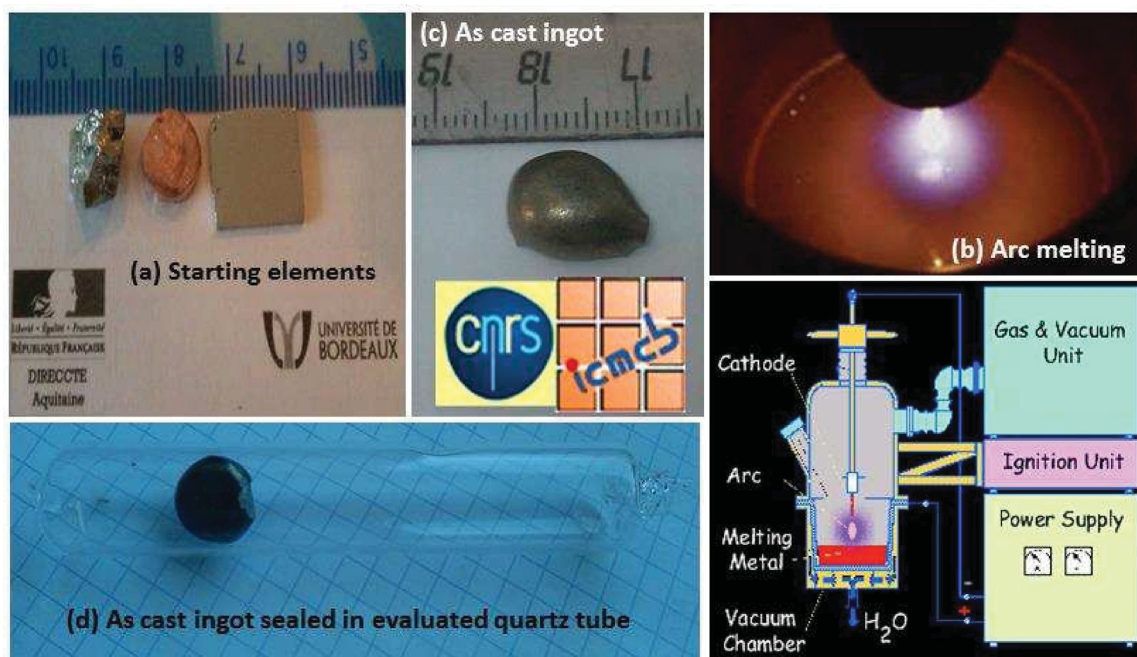 10 9 8 7 6 5
(a) Starting elements
Liberté • Égalité • Fraternité
RÉPUBLIQUE FRANÇAISE
DIRECCTE
Aquitaine
UNIVERSITÉ DE
BORDEAUX
(c) As cast ingot
19 18 17
cnrs
icmcb
(b) Arc melting
Cathode
Arc
Melting
Metal
Vacuum
Chamber
H₂O
-
+
Gas & Vacuum
Unit
Ignition Unit
Power Supply
(d) As cast ingot sealed in evaluated quartz tube